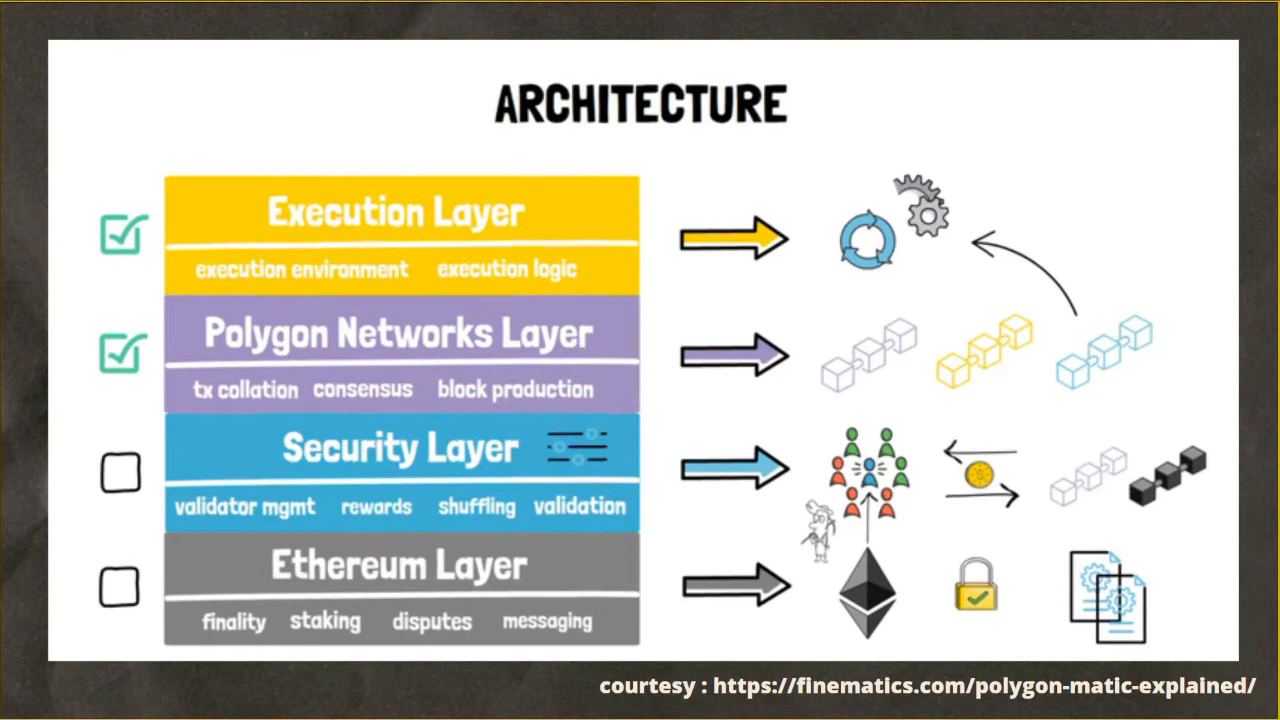 ARCHITECTURE
Execution Layer
execution environment execution logic
Polygon Networks Layer
tx collation consensus block production
Security Layer
validator mgmt rewards shuffling validation
Ethereum Layer
finality staking disputes messaging
courtesy : https://finematics.com/polygon-matic-explained/